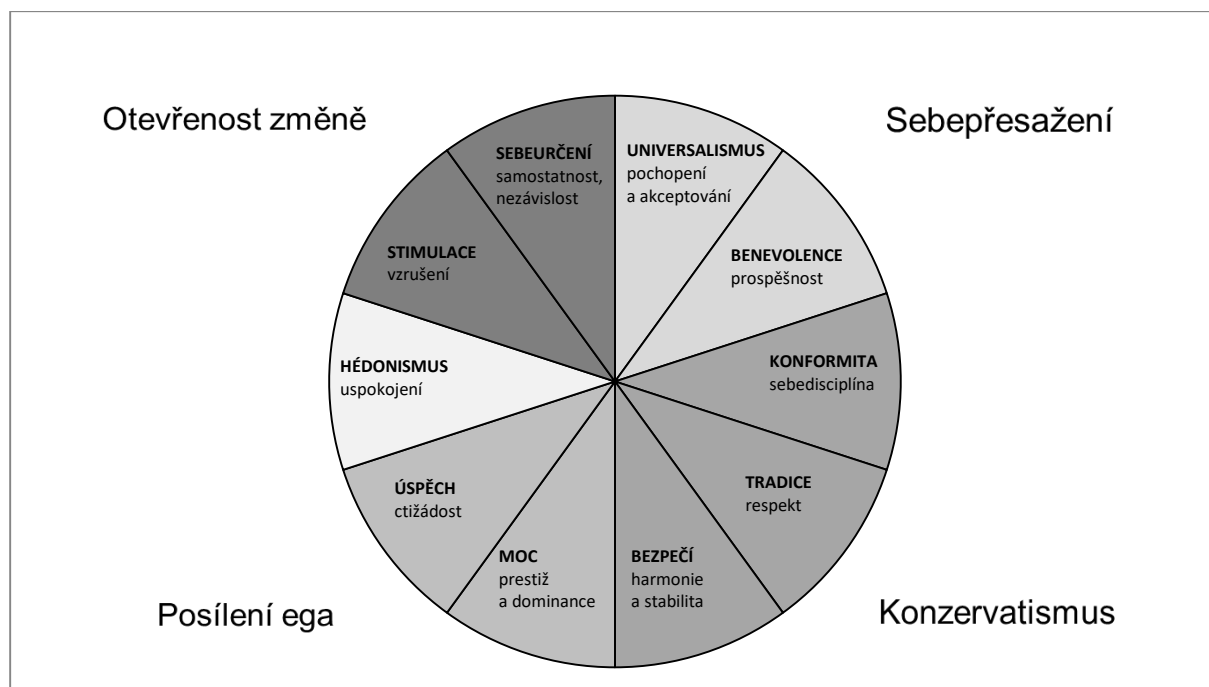 Otevřenost změně
Sebepřesažení
SEBEURČENÍ
samostatnost,
nezávislost
UNIVERSALISMUS
pochopení
a akceptování
STIMULACE
vzrušení
BENEVOLENCE
prospěšnost
HÉDONISMUS
uspokojení
KONFORMITA
sebedisciplína
ÚSPĚCH
ctižádost
TRADICE
respekt
MOC
prestiž
a dominance
BEZPEČÍ
harmonie
a stabilita
Posílení ega
Konzervatismus